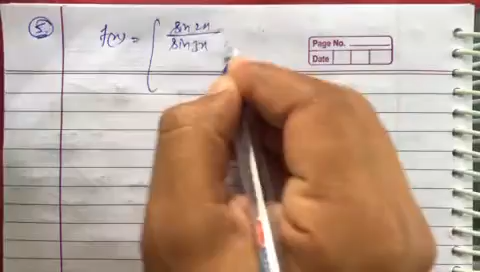 5.
f(x) = { sin 2x / sin 3x
Page No.
Date